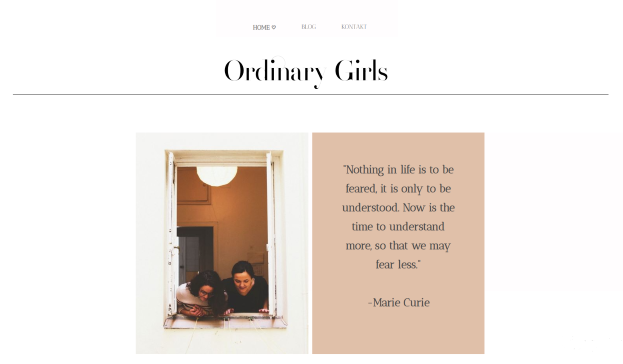 HOME
BLOG
KONTAKT
Ordinary Girls
"Nothing in life is to be
feared, it is only to be
understood. Now is the
time to understand
more, so that we may
fear less."
-Marie Curie